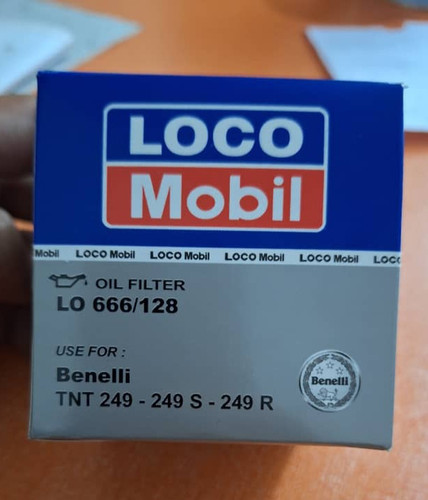 LOCO
Mobil
Mobil LOCO Mobil LOCO Mobil LOCO Mobil LOCO Mobil LOCO
OIL FILTER
LO 666/128
USE FOR :
Benelli
Benelli
TNT 249 - 249 S - 249 R